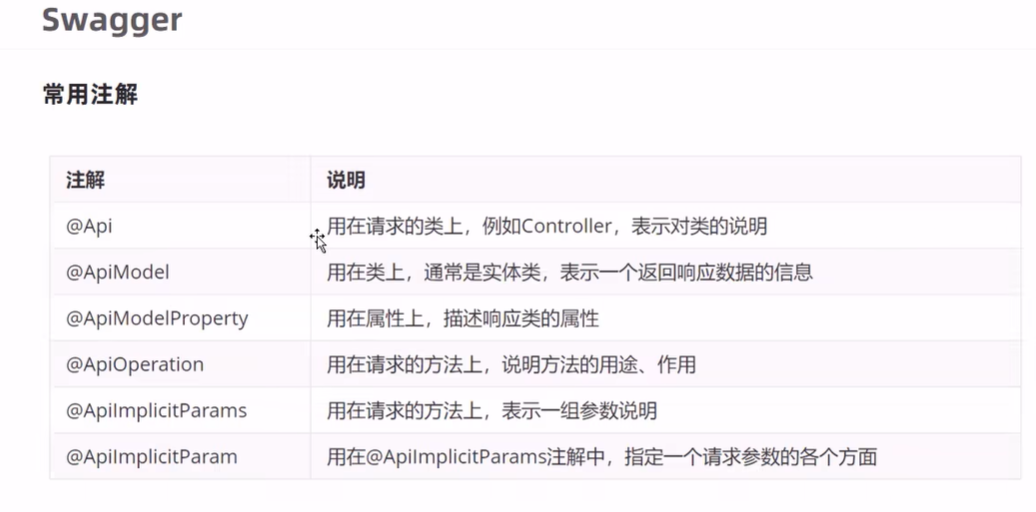 Swagger
常用注解
注解 说明
@Api 用在请求的类上，例如Controller，表示对类的说明
@ApiModel 用在类上，通常是实体类，表示一个返回响应数据的信息
@ApiModelProperty 用在属性上，描述响应类的属性
@ApiOperation 用在请求的方法上，说明方法的用途、作用
@ApiImplicitParams 用在请求的方法上，表示一组参数说明
@ApiImplicitParam 用在@ApiImplicitParams注解中，指定一个请求参数的各个方面